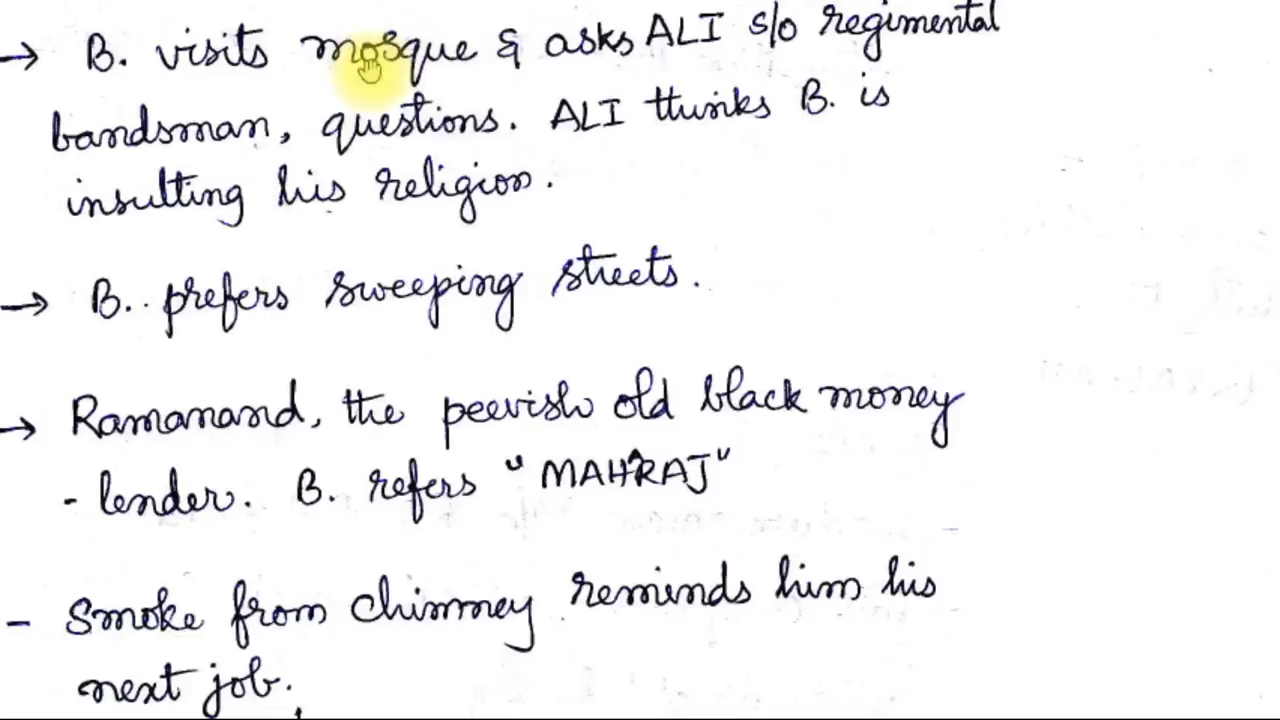 → B. visits mosque & asks ALI s/o regimental
bandsman, questions. ALI thinks B. is
insulting his religion.
→ B.. prefers sweeping streets.
→ Ramanand, the peevish old black money
- lender. B. refers "MAHARAJ"
- Smoke from chimney reminds him his
next job.